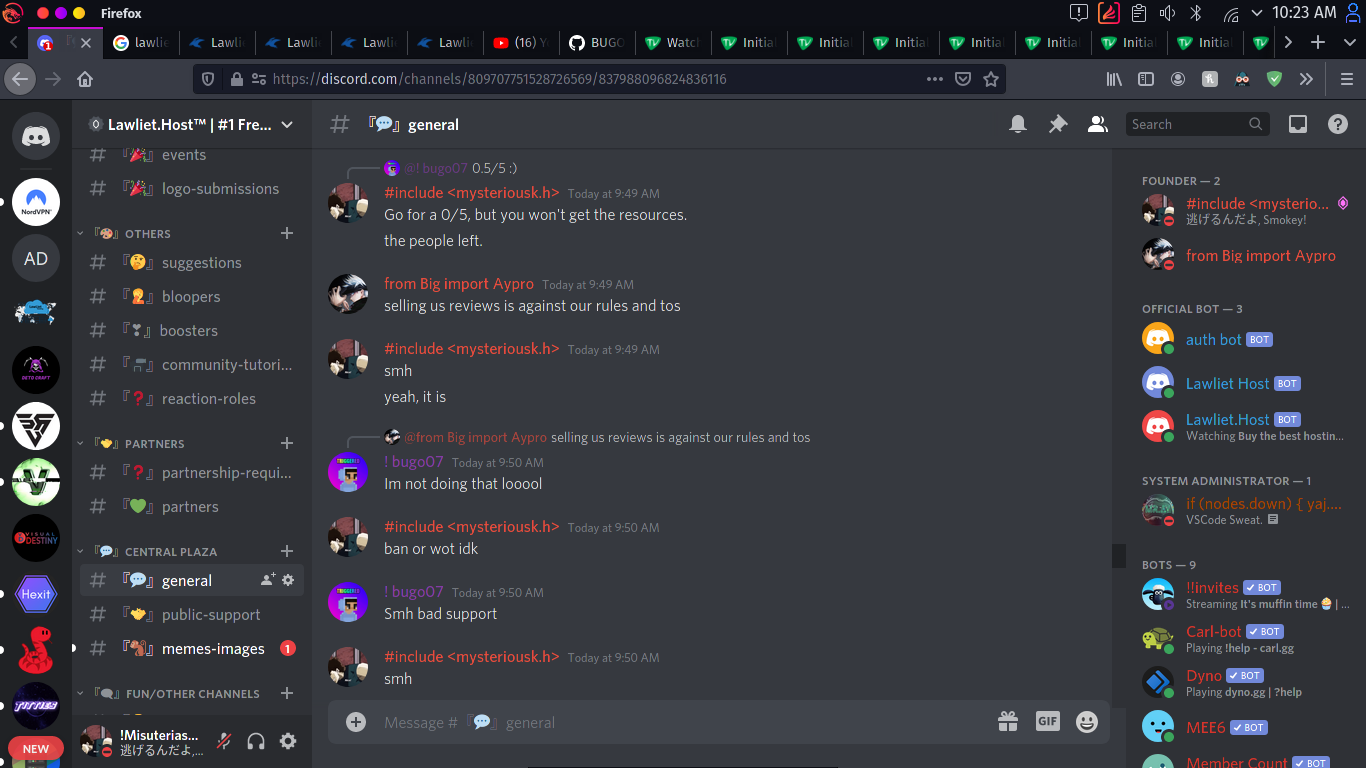 Firefox
10:23 AM
1
lawlie
Lawli
Lawli
Lawli
Lawli
(16) Y
BUGO
Watch
Initial
Initial
Initial
Initial
Initial
Initial
Initial
https://discord.com/channels/809707751528726569/837988096824836116
NordVPN
AD
VISUAL DESTINY
Hexit
NEW
Lawliet.Host™ | #1 Fre...
# 『🎉』 events
# 『🎉』 logo-submissions
『🎨』 OTHERS
# 『🤔』 suggestions
# 『🤦』 bloopers
# 『❣』 boosters
# 『』 community-tutori...
# 『❓』 reaction-roles
『🤝』 PARTNERS
# 『❓』 partnership-requi...
# 『💚』 partners
『💬』 CENTRAL PLAZA
# 『💬』 general
# 『🤝』 public-support
# 『🐿』 memes-images 1
『🗨』 FUN/OTHER CHANNELS
!Misuterias...
逃げるんだよ,...
# 『💬』 general
Search
@! bugo07 0.5/5 :)
#include <mysteriousk.h> Today at 9:49 AM
Go for a 0/5, but you won't get the resources.
the people left.
from Big import Aypro Today at 9:49 AM
selling us reviews is against our rules and tos
#include <mysteriousk.h> Today at 9:49 AM
smh
yeah, it is
@from Big import Aypro selling us reviews is against our rules and tos
! bugo07 Today at 9:50 AM
Im not doing that looool
#include <mysteriousk.h> Today at 9:50 AM
ban or wot idk
! bugo07 Today at 9:50 AM
Smh bad support
#include <mysteriousk.h> Today at 9:50 AM
smh
Message # 『💬』 general
GIF
FOUNDER — 2
#include <mysterio...
逃げるんだよ, Smokey!
from Big import Aypro
OFFICIAL BOT — 3
auth bot BOT
Lawliet Host BOT
Lawliet.Host BOT
Watching Buy the best hostin...
SYSTEM ADMINISTRATOR — 1
if (nodes.down) { yaj....
VSCode Sweat.
BOTS — 9
!!invites ✔ BOT
Streaming It's muffin time 🧁 | ...
Carl-bot ✔ BOT
Playing !help - carl.gg
Dyno ✔ BOT
Playing dyno.gg | ?help
MEE6 ✔ BOT
Member Count ✔ BOT